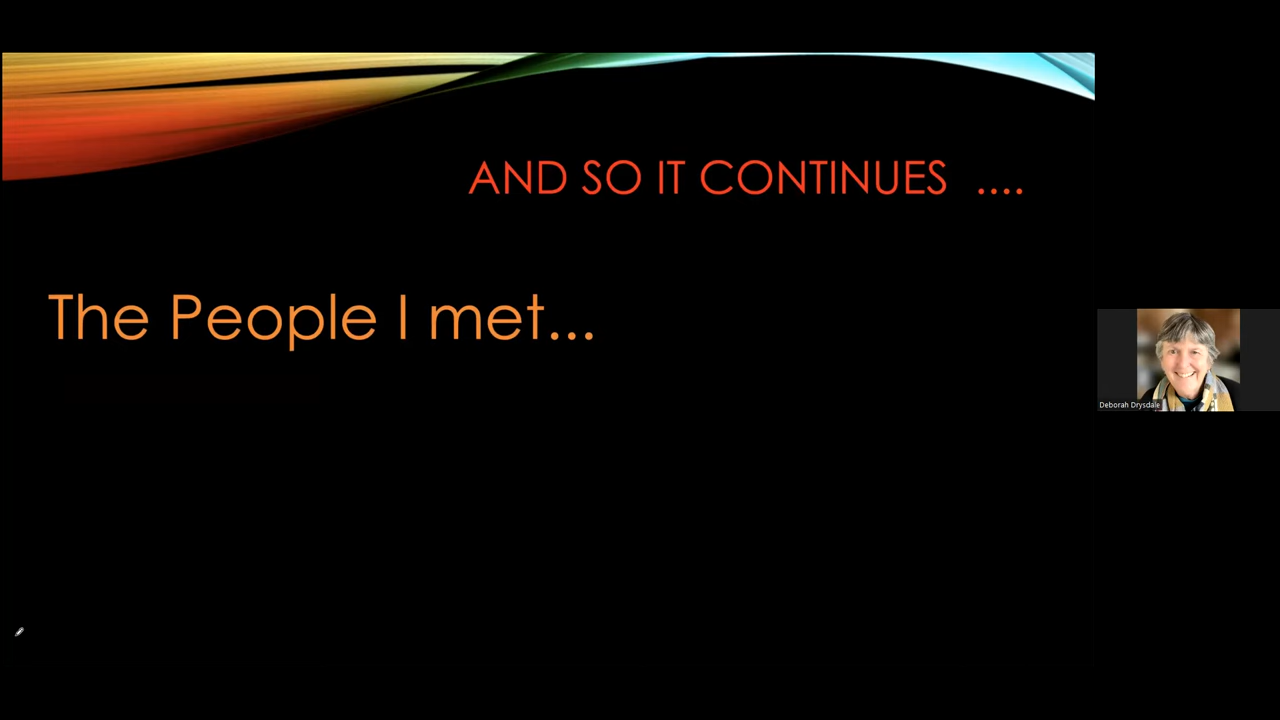 AND SO IT CONTINUES ....
The People I met...
Deborah Drysdale